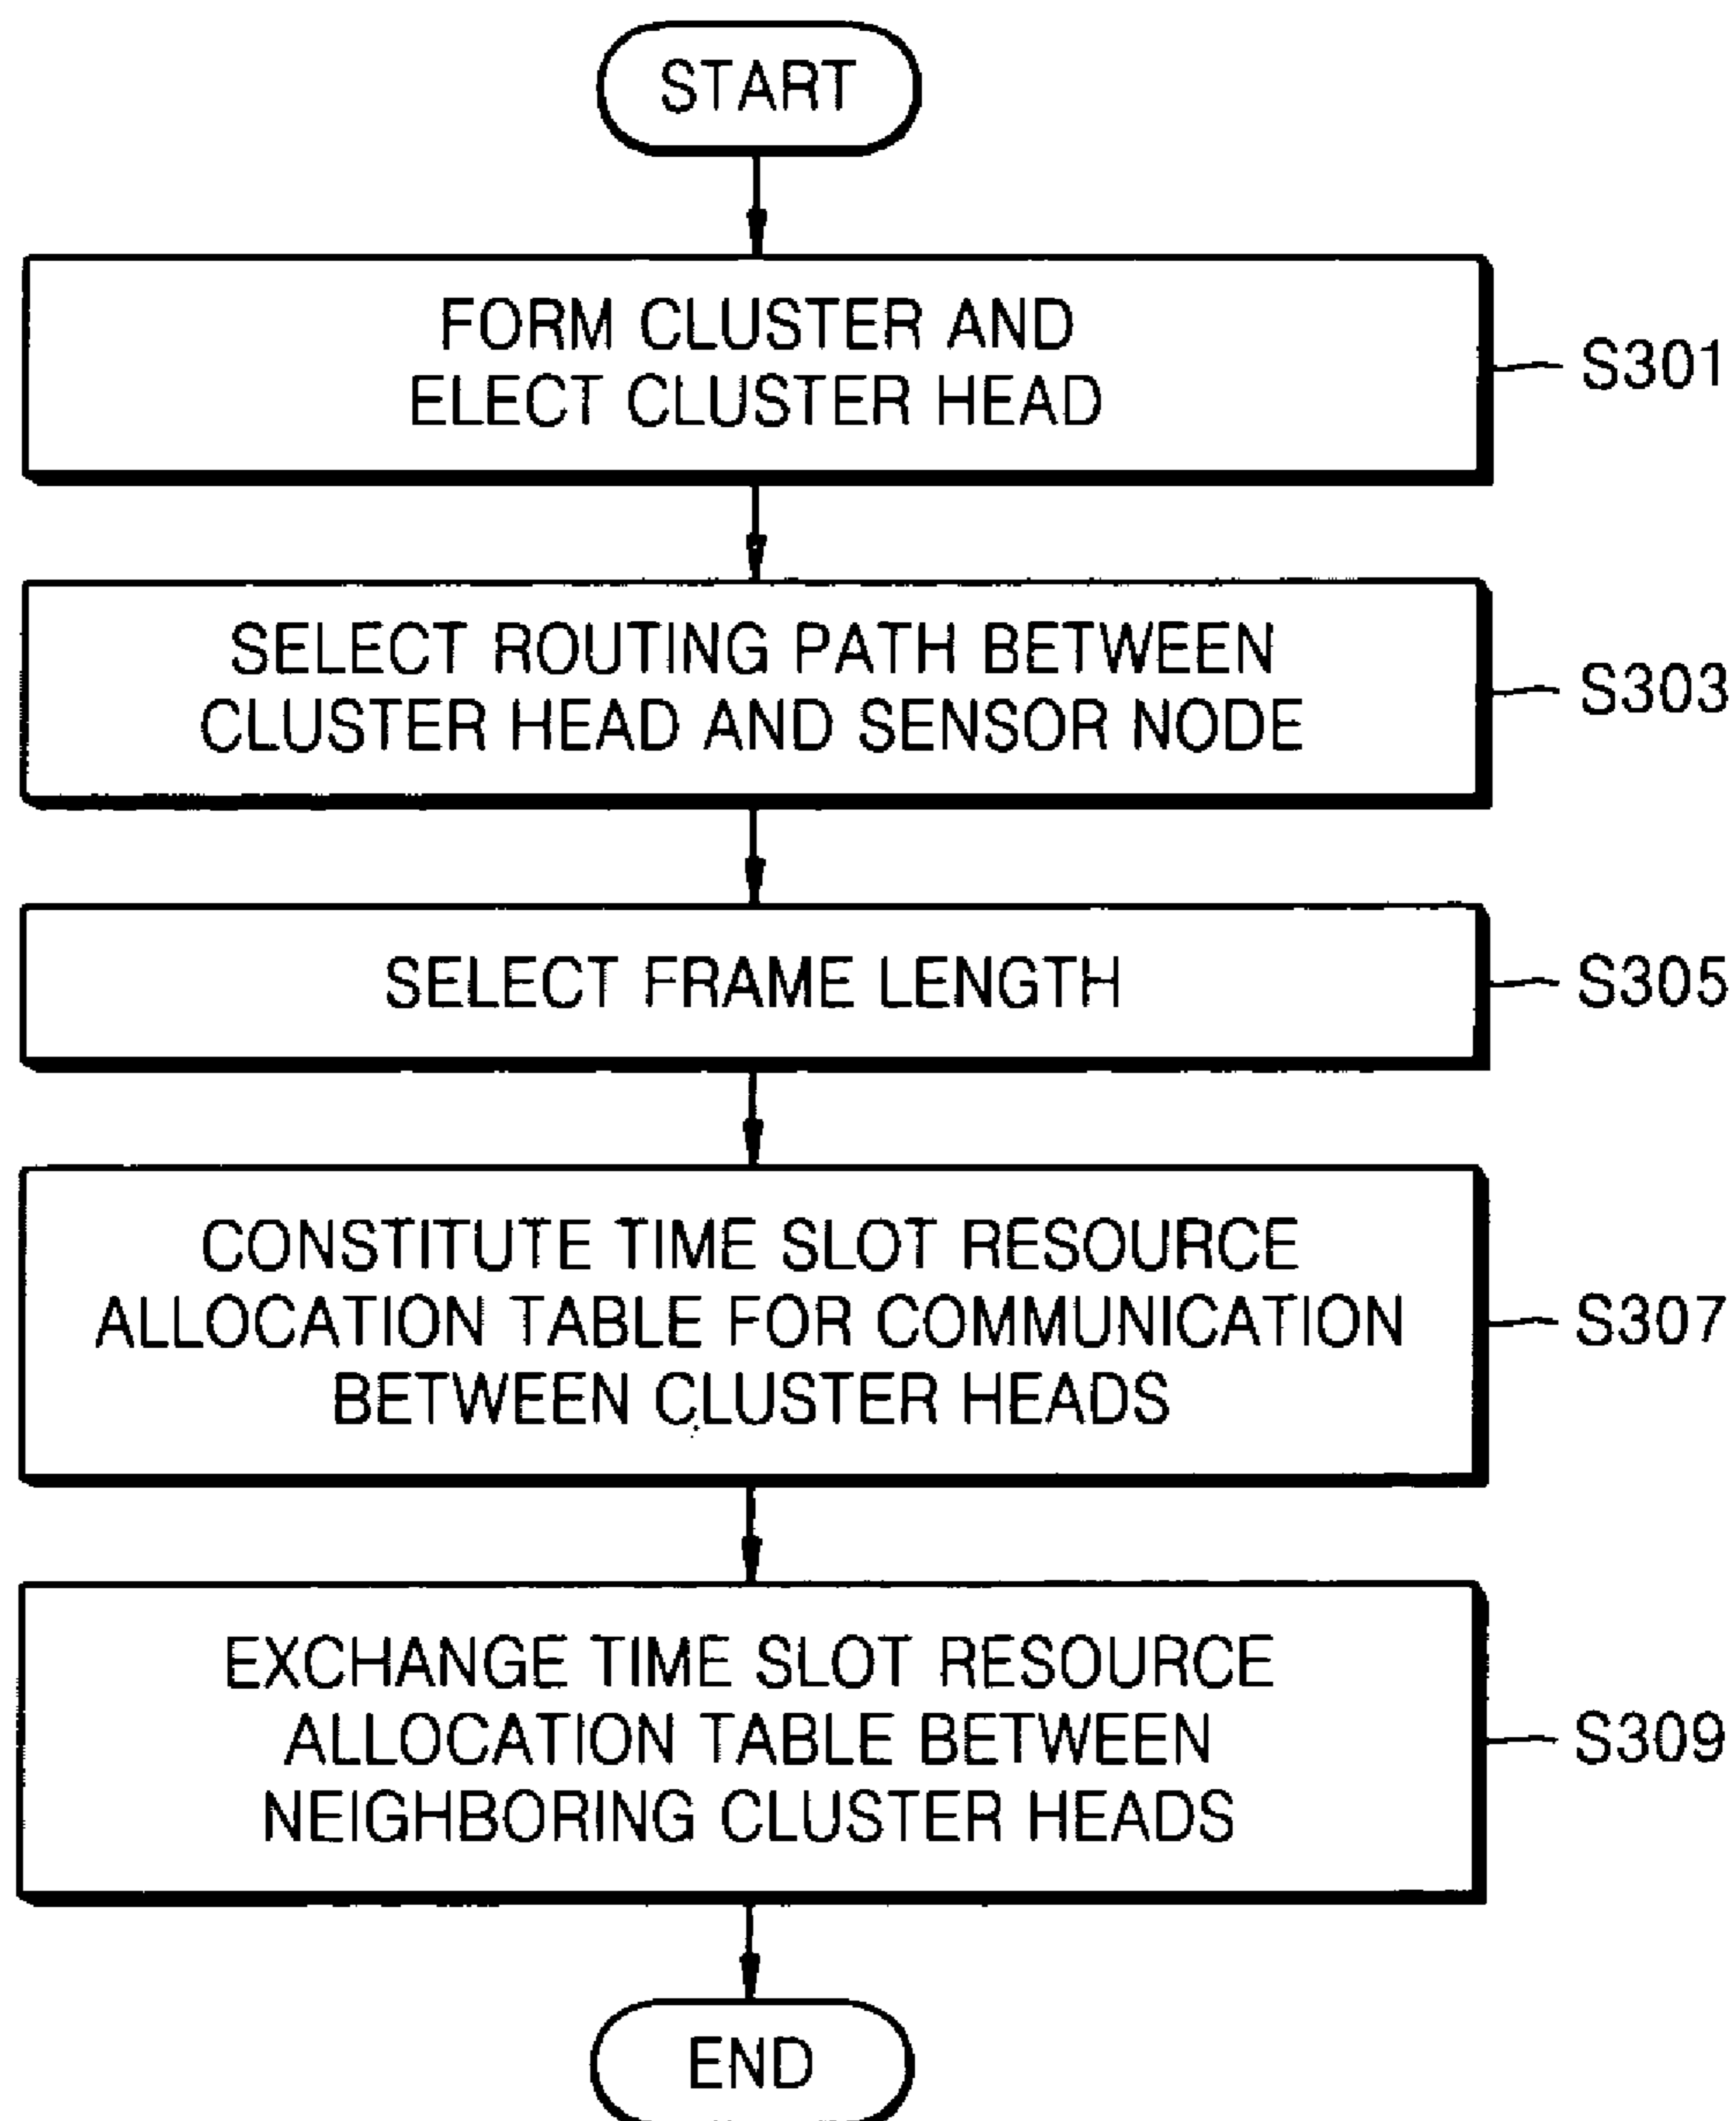 START
FORM CLUSTER AND
ELECT CLUSTER HEAD
S301
SELECT ROUTING PATH BETWEEN
CLUSTER HEAD AND SENSOR NODE
S303
SELECT FRAME LENGTH
S305
CONSTITUTE TIME SLOT RESOURCE
ALLOCATION TABLE FOR COMMUNICATION
BETWEEN CLUSTER HEADS
S307
EXCHANGE TIME SLOT RESOURCE
ALLOCATION TABLE BETWEEN
NEIGHBORING CLUSTER HEADS
S309
END